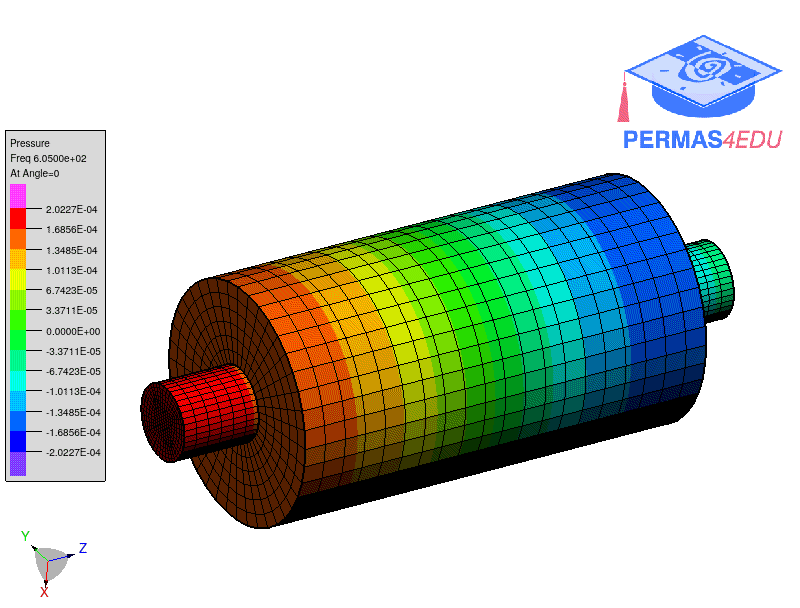 PERMAS4EDU
Pressure
Freq 6.0500e+02
At Angle=0
2.0227E-04
1.6856E-04
1.3485E-04
1.0113E-04
6.7423E-05
3.3711E-05
0.0000E+00
-3.3711E-05
-6.7423E-05
-1.0113E-04
-1.3485E-04
-1.6856E-04
-2.0227E-04
Y
Z
X